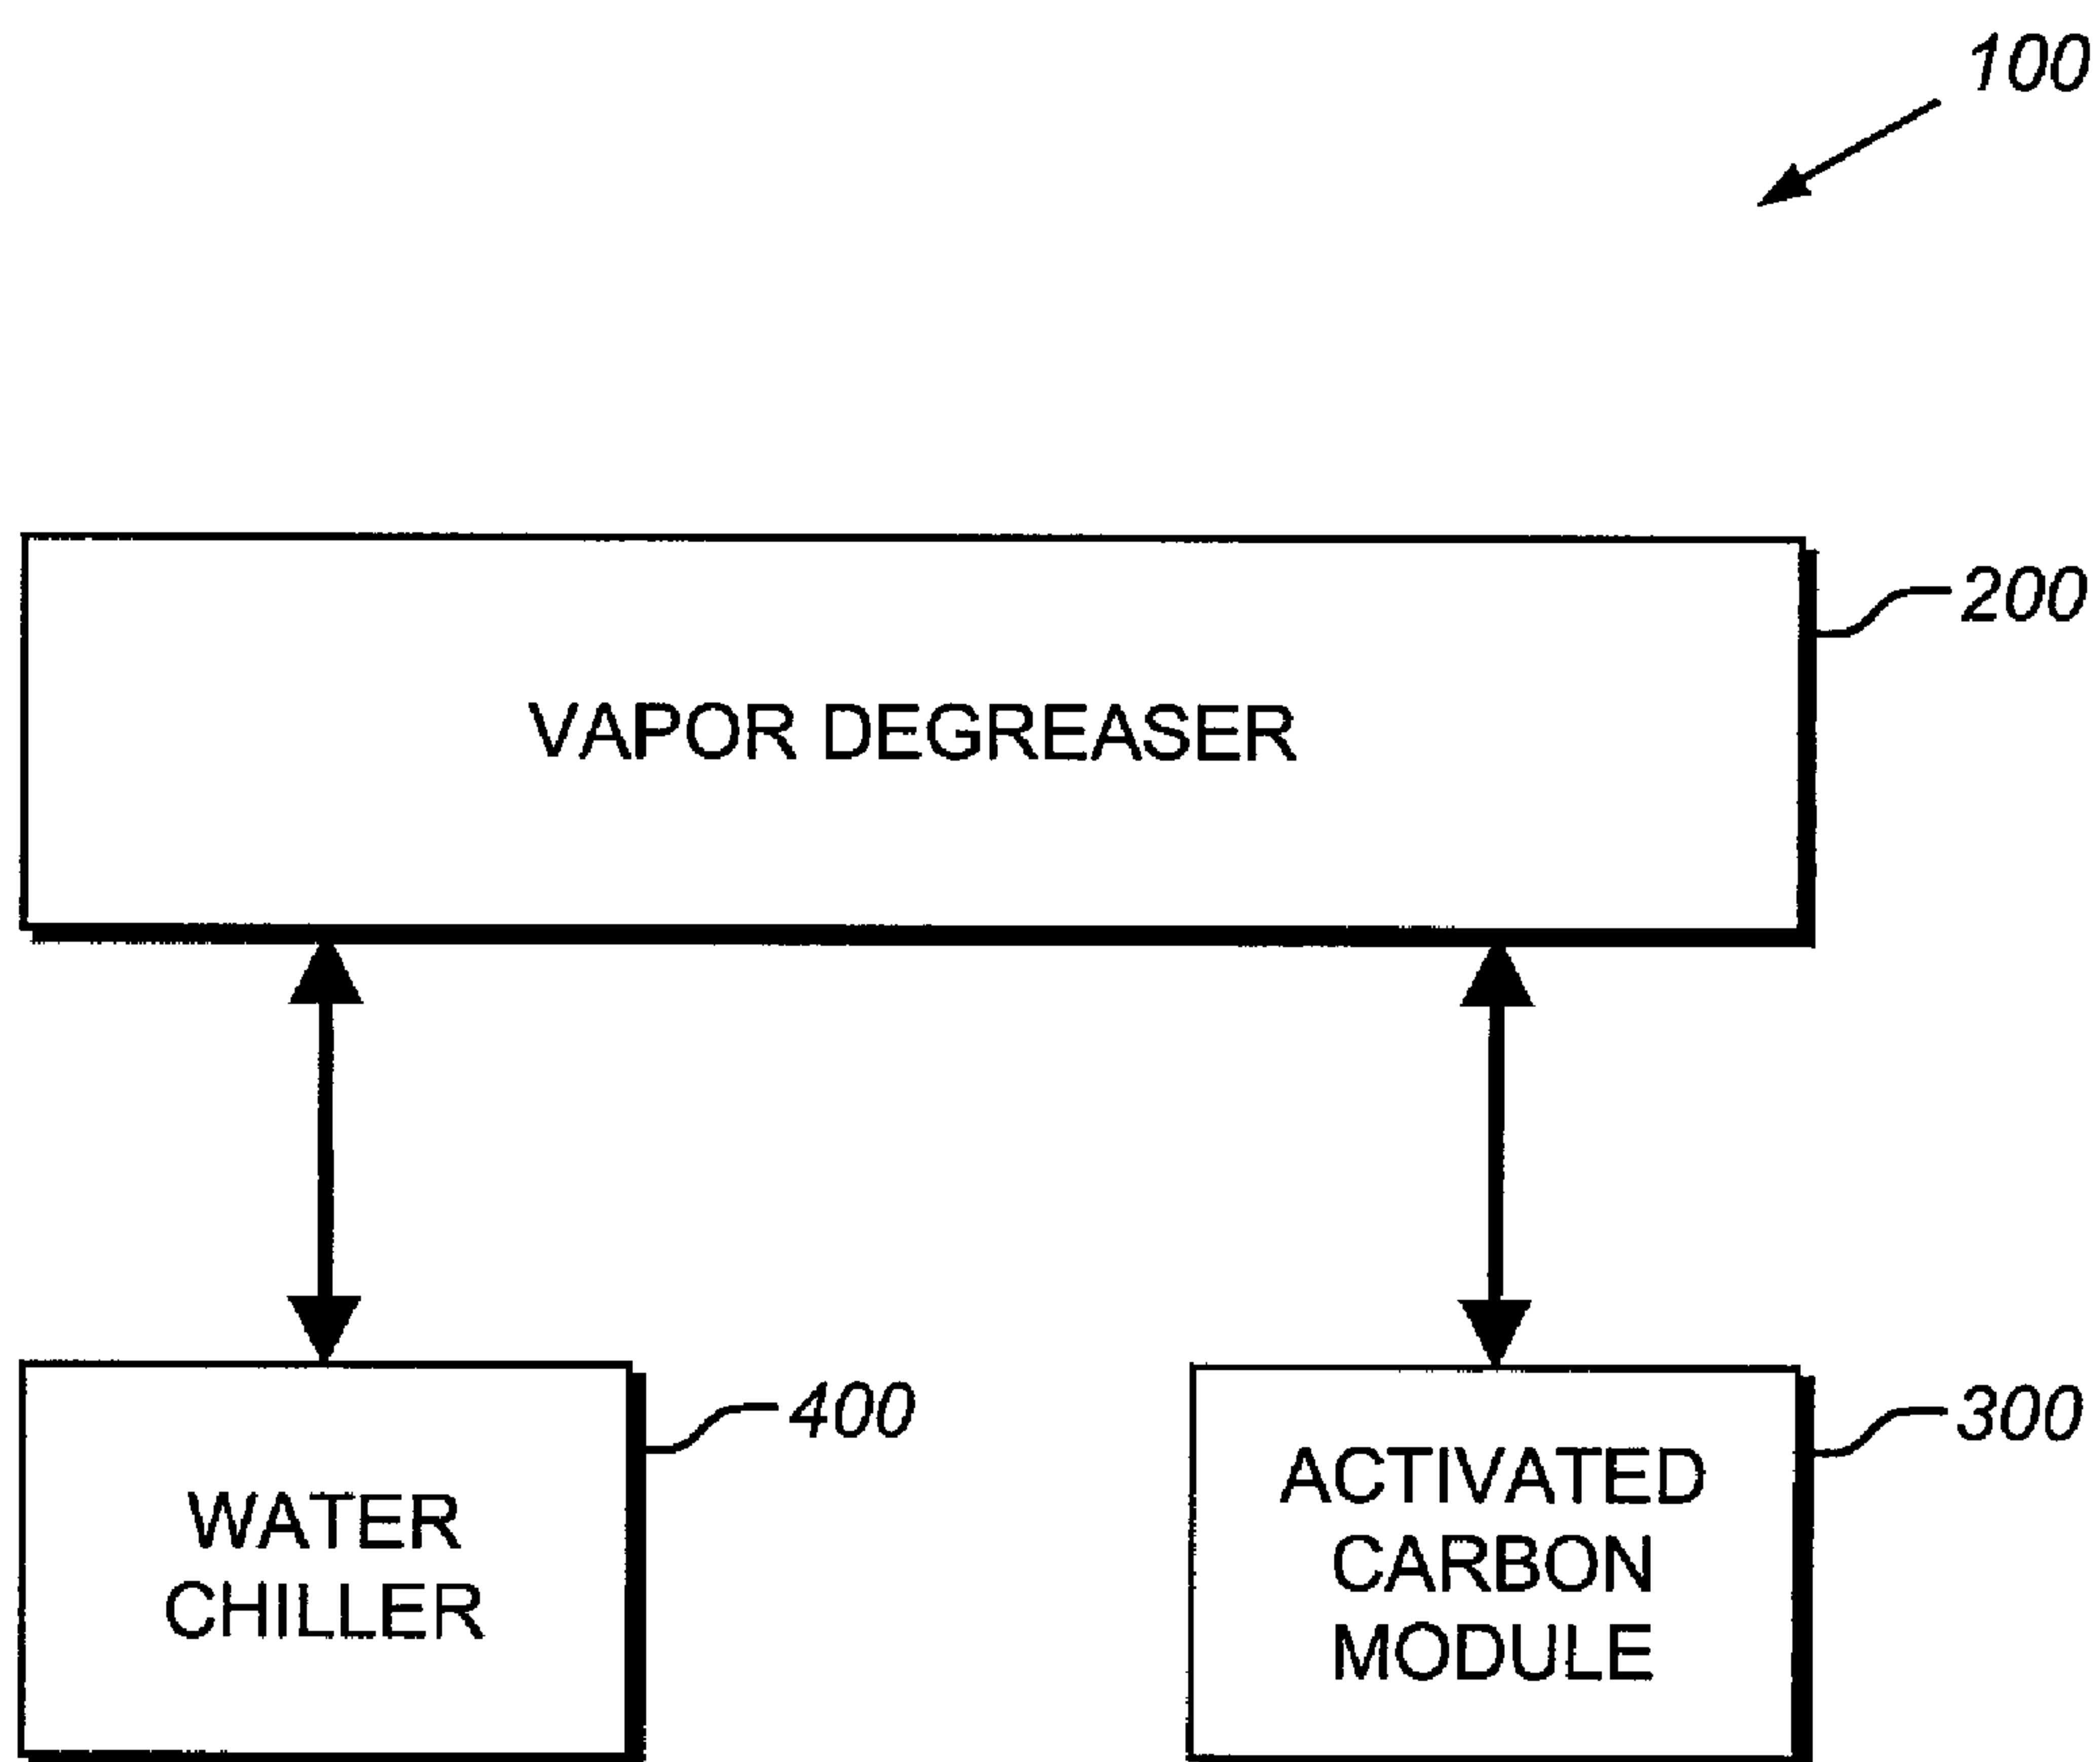 100
200
VAPOR DEGREASER
400
WATER
CHILLER
300
ACTIVATED
CARBON
MODULE